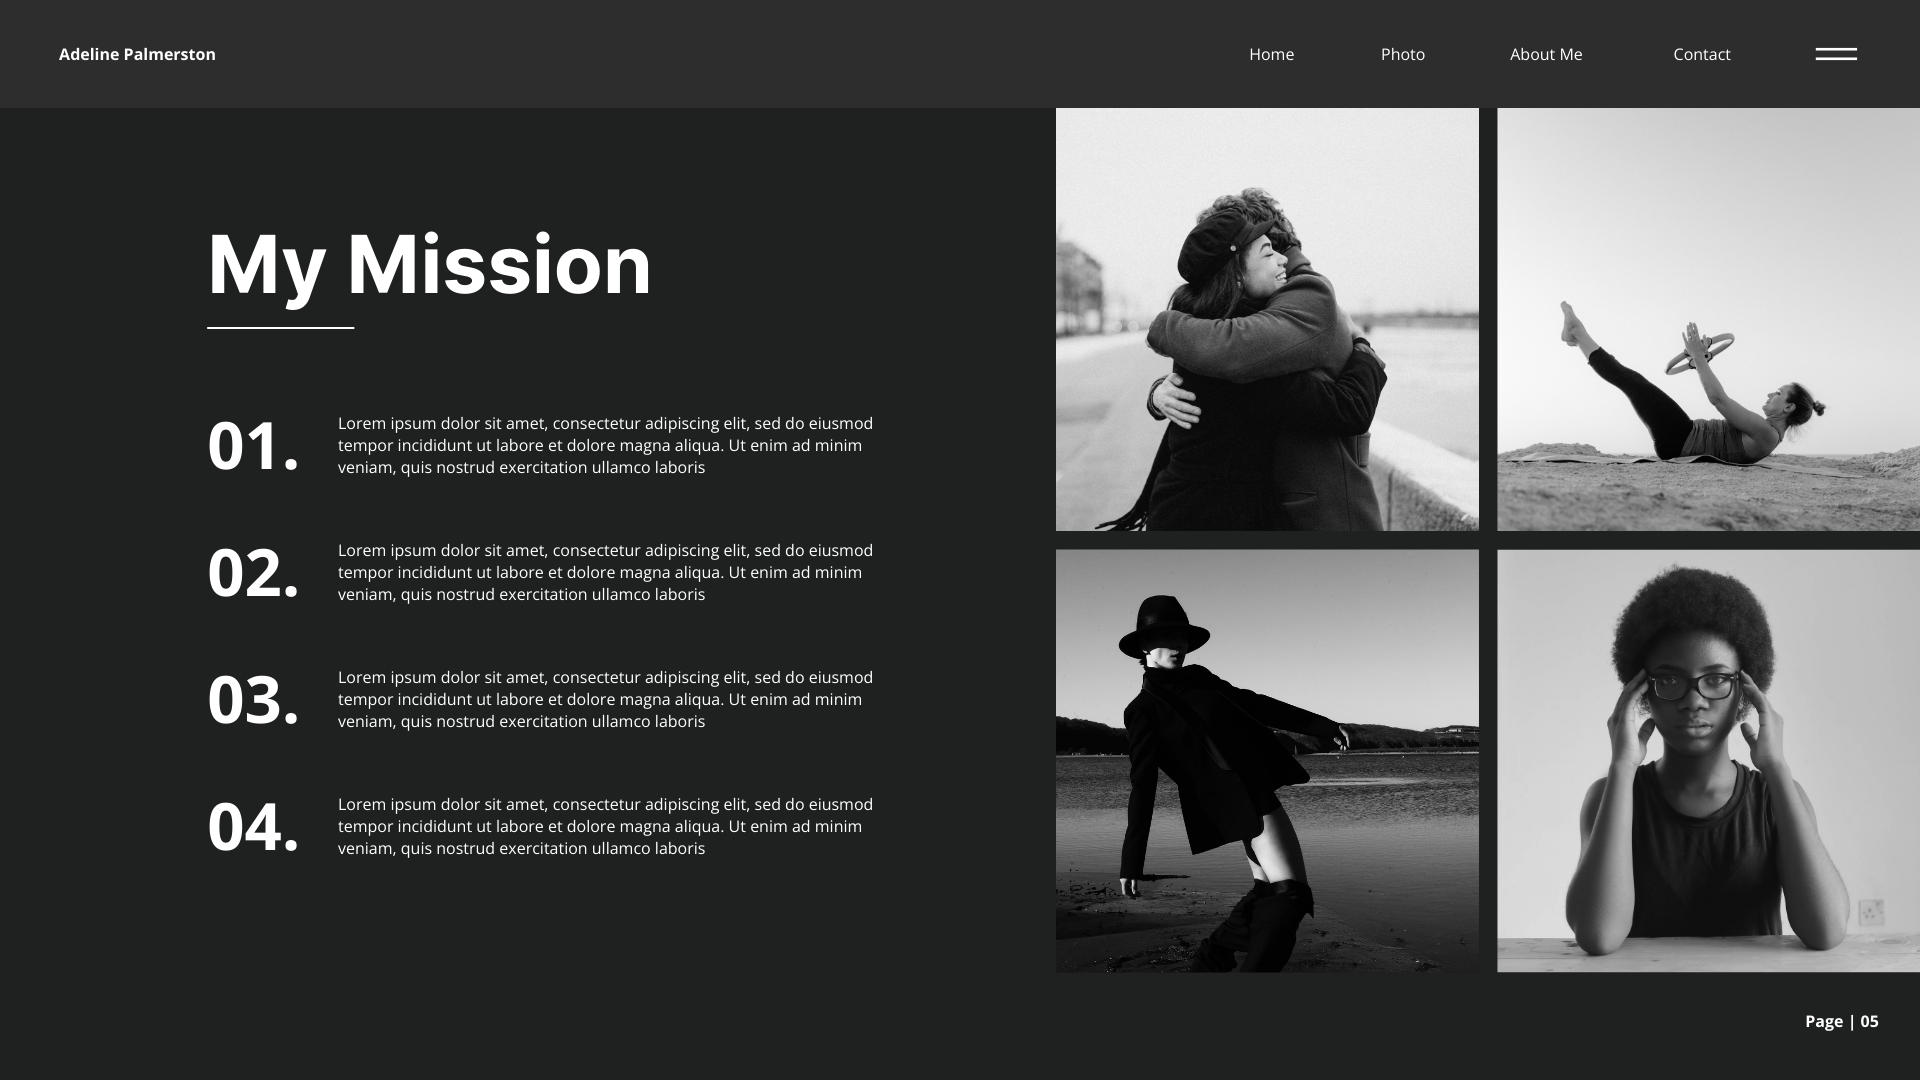 Adeline Palmerston
Home
Photo
About Me
Contact
My Mission
01.
Lorem ipsum dolor sit amet, consectetur adipiscing elit, sed do eiusmod
tempor incididunt ut labore et dolore magna aliqua. Ut enim ad minim
veniam, quis nostrud exercitation ullamco laboris
02.
Lorem ipsum dolor sit amet, consectetur adipiscing elit, sed do eiusmod
tempor incididunt ut labore et dolore magna aliqua. Ut enim ad minim
veniam, quis nostrud exercitation ullamco laboris
03.
Lorem ipsum dolor sit amet, consectetur adipiscing elit, sed do eiusmod
tempor incididunt ut labore et dolore magna aliqua. Ut enim ad minim
veniam, quis nostrud exercitation ullamco laboris
04.
Lorem ipsum dolor sit amet, consectetur adipiscing elit, sed do eiusmod
tempor incididunt ut labore et dolore magna aliqua. Ut enim ad minim
veniam, quis nostrud exercitation ullamco laboris
Page | 05